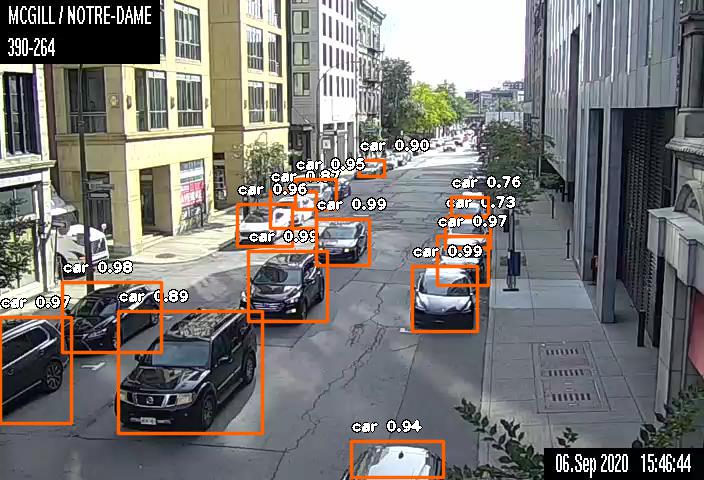 MCGILL / NOTRE-DAME
390-264
car 0.90
car 0.95
car 0.87
car 0.96
car 0.76
car 0.73
car 0.99
car 0.97
car 0.99
car 0.99
car 0.98
car 0.97
car 0.89
car 0.94
06.Sep 2020 15:46:44